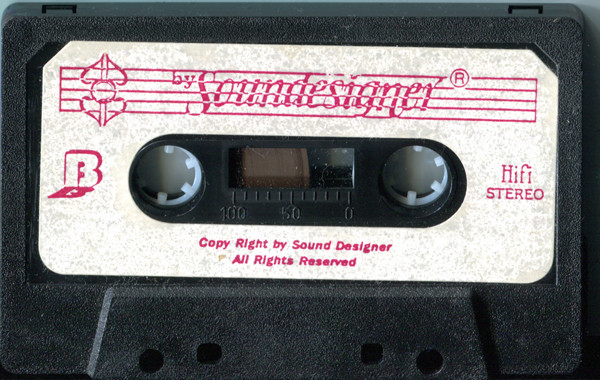 by Soundesigner ®
B
Hifi
STEREO
100 50 0
Copy Right by Sound Designer
All Rights Reserved